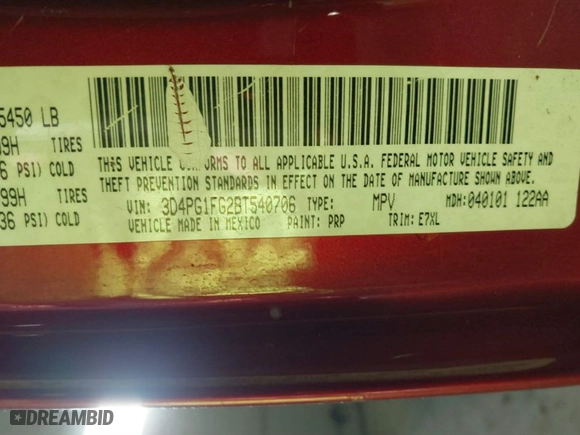 5450 LB
99H TIRES
6 PSI) COLD
99H TIRES
36 PSI) COLD
THIS VEHICLE CONFORMS TO ALL APPLICABLE U.S.A. FEDERAL MOTOR VEHICLE SAFETY AND
THEFT PREVENTION STANDARDS IN EFFECT ON THE DATE OF MANUFACTURE SHOWN ABOVE.
VIN: 3D4PG1FG2BT540706 TYPE: MPV MDH: 040101 122AA
VEHICLE MADE IN MEXICO PAINT: PRP TRIM: E7XL
DREAMBID